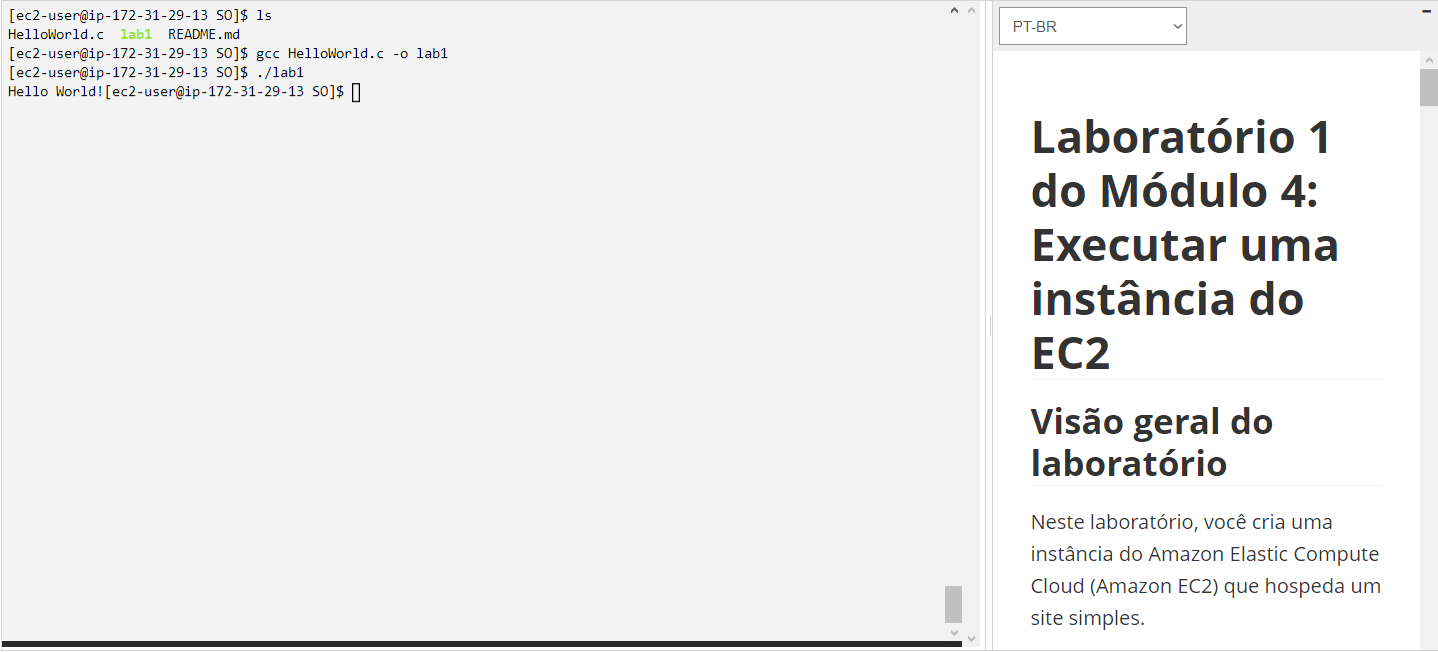 [ec2-user@ip-172-31-29-13 SO]$ ls
HelloWorld.c  lab1  README.md
[ec2-user@ip-172-31-29-13 SO]$ gcc HelloWorld.c -o lab1
[ec2-user@ip-172-31-29-13 SO]$ ./lab1
Hello World![ec2-user@ip-172-31-29-13 SO]$
PT-BR
Laboratório 1
do Módulo 4:
Executar uma
instância do
EC2
Visão geral do
laboratório
Neste laboratório, você cria uma
instância do Amazon Elastic Compute
Cloud (Amazon EC2) que hospeda um
site simples.